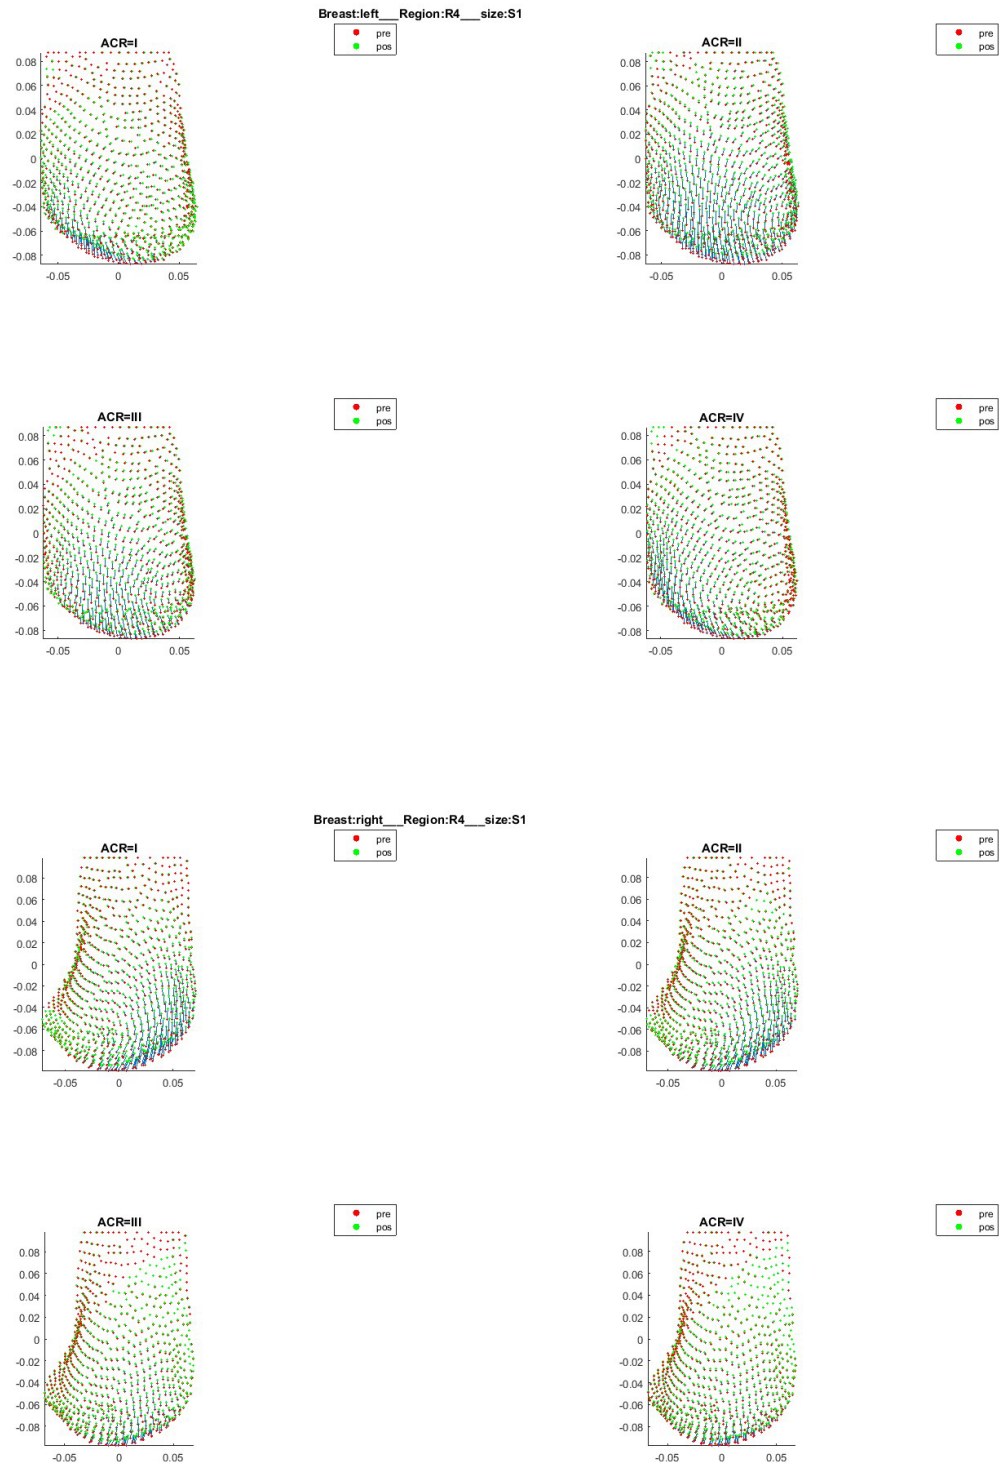 Breast:left___Region:R4___size:S1
ACR=I
pre
pos
0.08
0.06
0.04
0.02
0
-0.02
-0.04
-0.06
-0.08
-0.05 0 0.05
ACR=II
pre
pos
0.08
0.06
0.04
0.02
0
-0.02
-0.04
-0.06
-0.08
-0.05 0 0.05
ACR=III
pre
pos
0.08
0.06
0.04
0.02
0
-0.02
-0.04
-0.06
-0.08
-0.05 0 0.05
ACR=IV
pre
pos
0.08
0.06
0.04
0.02
0
-0.02
-0.04
-0.06
-0.08
-0.05 0 0.05
Breast:right___Region:R4___size:S1
ACR=I
pre
pos
0.08
0.06
0.04
0.02
0
-0.02
-0.04
-0.06
-0.08
-0.05 0 0.05
ACR=II
pre
pos
0.08
0.06
0.04
0.02
0
-0.02
-0.04
-0.06
-0.08
-0.05 0 0.05
ACR=III
pre
pos
0.08
0.06
0.04
0.02
0
-0.02
-0.04
-0.06
-0.08
-0.05 0 0.05
ACR=IV
pre
pos
0.08
0.06
0.04
0.02
0
-0.02
-0.04
-0.06
-0.08
-0.05 0 0.05